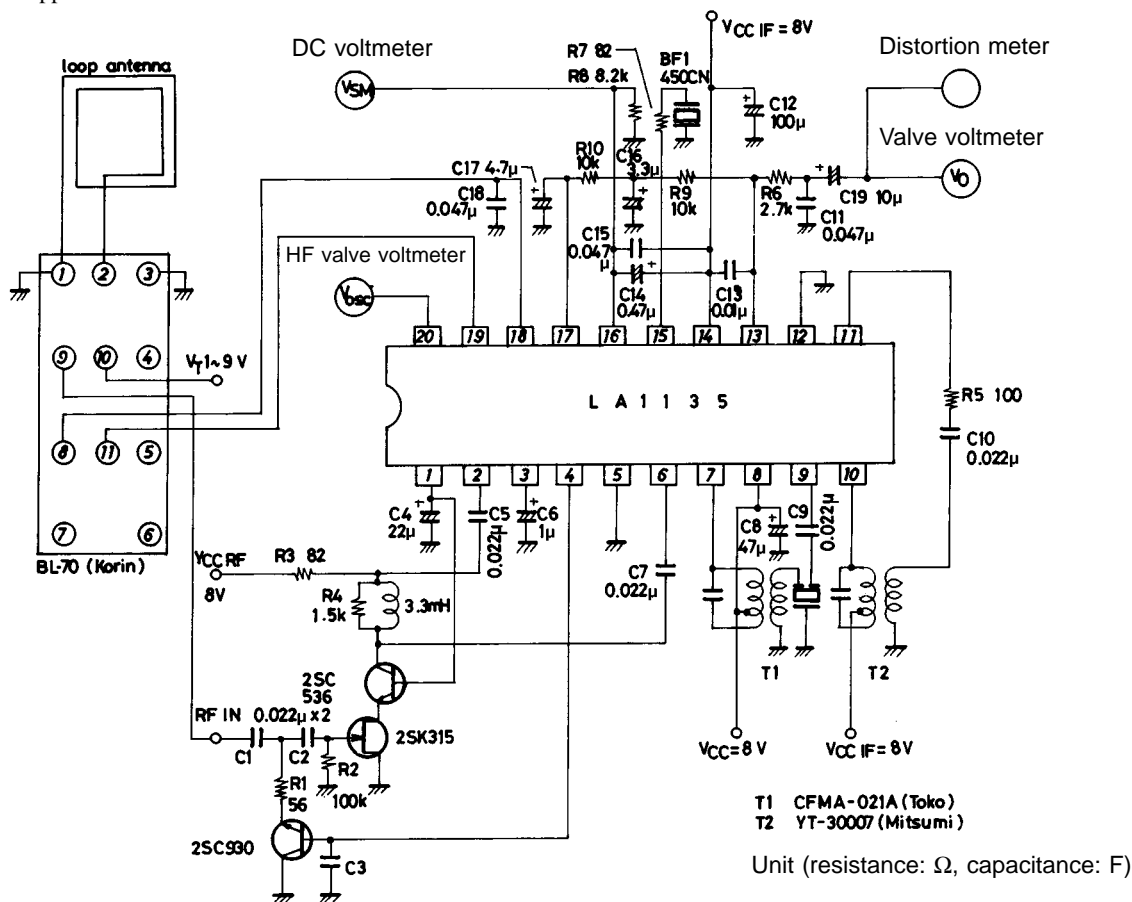 DC voltmeter
VCC IF = 8V
Distortion meter
loop antenna
VSM
R7 82
R8 8.2k
BF1
450CN
C12
100μ
Valve voltmeter
R10
10k
C16
3.3μ
C17 4.7μ
C18
0.047μ
R9
10k
R6
2.7k
C19 10μ
VO
C11
0.047μ
1 2 3
HF valve voltmeter
C15
0.047
μ
Vosc
C14
0.47μ
C13
0.01μ
20 19 18 17 16 15 14 13 12 11
9 10 4
VT 1~9 V
LA1135
R5 100
C10
0.022μ
8 11 5
1 2 3 4 5 6 7 8 9 10
7 6
BL-70 (Korin)
C4
22μ
C5
0.022μ
C6
1μ
C8
47μ
C9
0.022μ
VCC RF
8V
R3 82
R4
1.5k
3.3mH
C7
0.022μ
T1
T2
2SC
536
RF IN
0.022μ x 2
C1
C2
2SK315
R2
100k
R1
56
VCC = 8 V
VCC IF = 8V
2SC930
C3
T1 CFMA-021A (Toko)
T2 YT-30007 (Mitsumi)
Unit (resistance: Ω, capacitance: F)